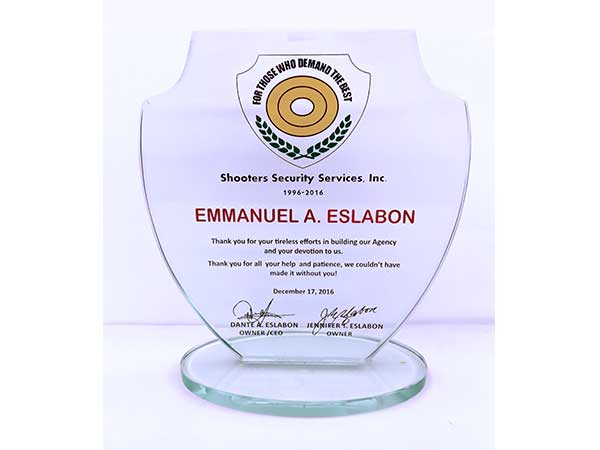 FOR THOSE WHO DEMAND THE BEST
Shooters Security Services, Inc.
1996-2016
EMMANUEL A. ESLABON
Thank you for your tireless efforts in building our Agency
and your devotion to us.
Thank you for all your help and patience, we couldn't have
made it without you!
December 17, 2016
DANTE A. ESLABON JENNIFER T. ESLABON
OWNER /CEO OWNER